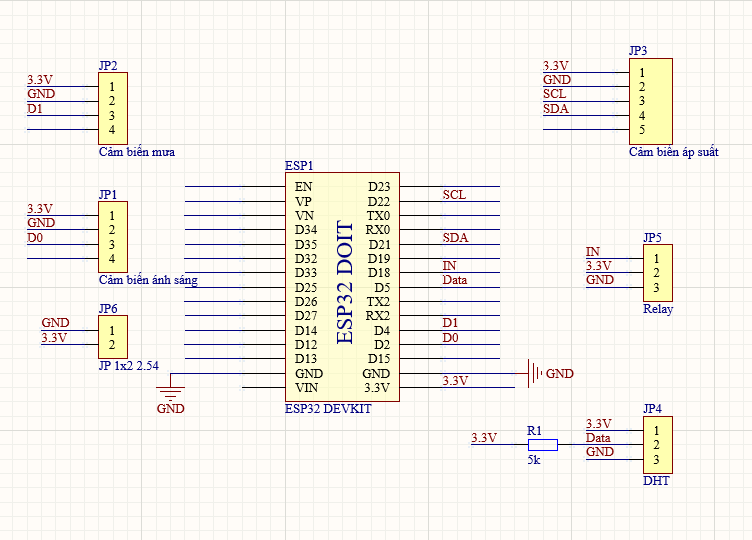 JP2
3.3V 1
GND 2
D1 3
4
Cảm biến mưa
JP1
3.3V 1
GND 2
D0 3
4
Cảm biến ánh sáng
JP6
GND 1
3.3V 2
JP 1x2 2.54
GND
ESP1
EN D23
VP D22 SCL
VN TX0
D34 RX0
D35 D21 SDA
D32 D19
D33 D18 IN
D25 D5 Data
D26 TX2
D27 RX2
D14 D4 D1
D12 D2 D0
D13 D15
GND GND GND
VIN 3.3V 3.3V
ESP32 DOIT
ESP32 DEVKIT
JP3
3.3V 1
GND 2
SCL 3
SDA 4
5
Cảm biến áp suất
JP5
IN 1
3.3V 2
GND 3
Relay
JP4
3.3V 1
Data 2
GND 3
DHT
R1
3.3V
5k